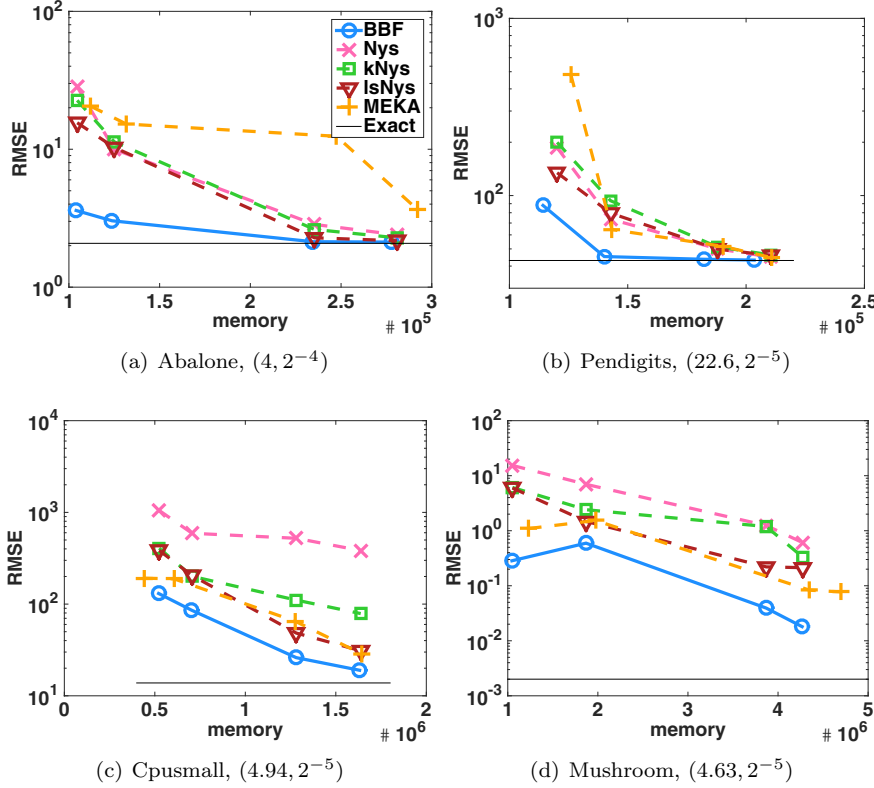 10^2
10^1
10^0
RMSE
1
2
2.5
3
memory
# 10^5
BBF
Nys
kNys
lsNys
MEKA
Exact
(a) Abalone, (4, 2^-4)
10^3
10^2
RMSE
1
1.5
2
2.5
memory
# 10^5
(b) Pendigits, (22.6, 2^-5)
10^4
10^3
10^2
10^1
RMSE
0
0.5
1
1.5
2
memory
# 10^6
(c) Cpusmall, (4.94, 2^-5)
10^2
10^1
10^0
10^-1
10^-2
10^-3
RMSE
1
2
3
4
5
memory
# 10^6
(d) Mushroom, (4.63, 2^-5)